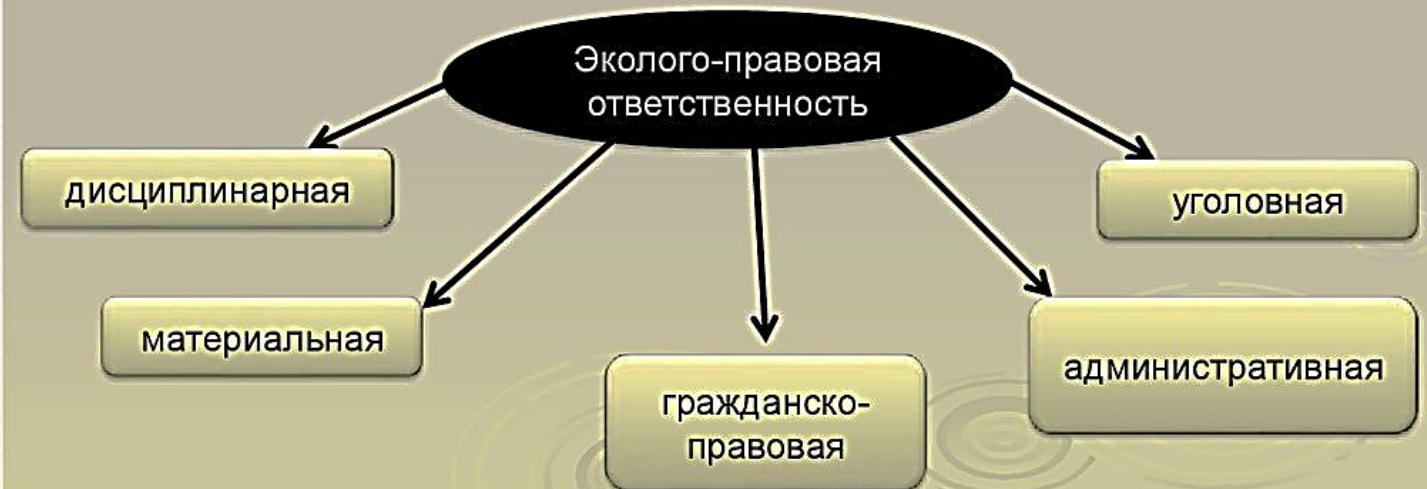 Эколого-правовая
ответственность
дисциплинарная
уголовная
материальная
административная
гражданско-
правовая